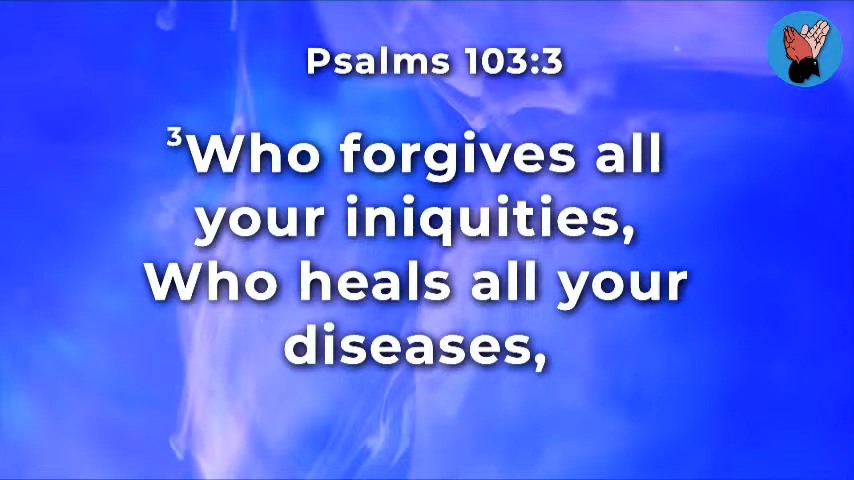 Psalms 103:3
³Who forgives all
your iniquities,
Who heals all your
diseases,